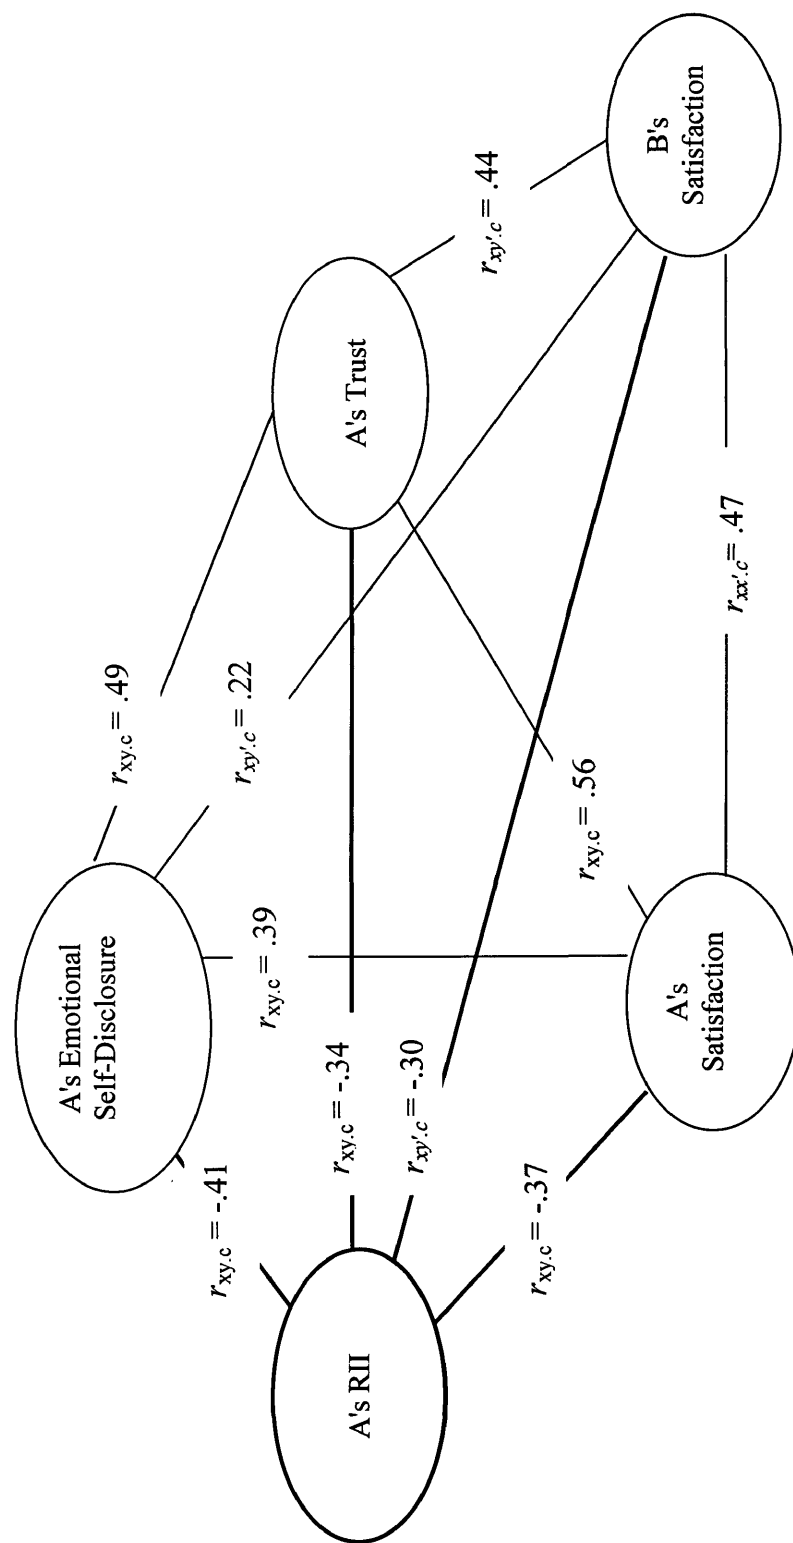 A's Emotional
Self-Disclosure
r_xy.c = .49
r_xy'.c = .22
r_xy.c = -.41
r_xy.c = .39
A's Trust
r_xy'.c = .44
A's RII
r_xy.c = -.34
r_xy'.c = -.30
r_xy.c = .56
r_xy.c = -.37
A's
Satisfaction
r_xx'.c = .47
B's
Satisfaction